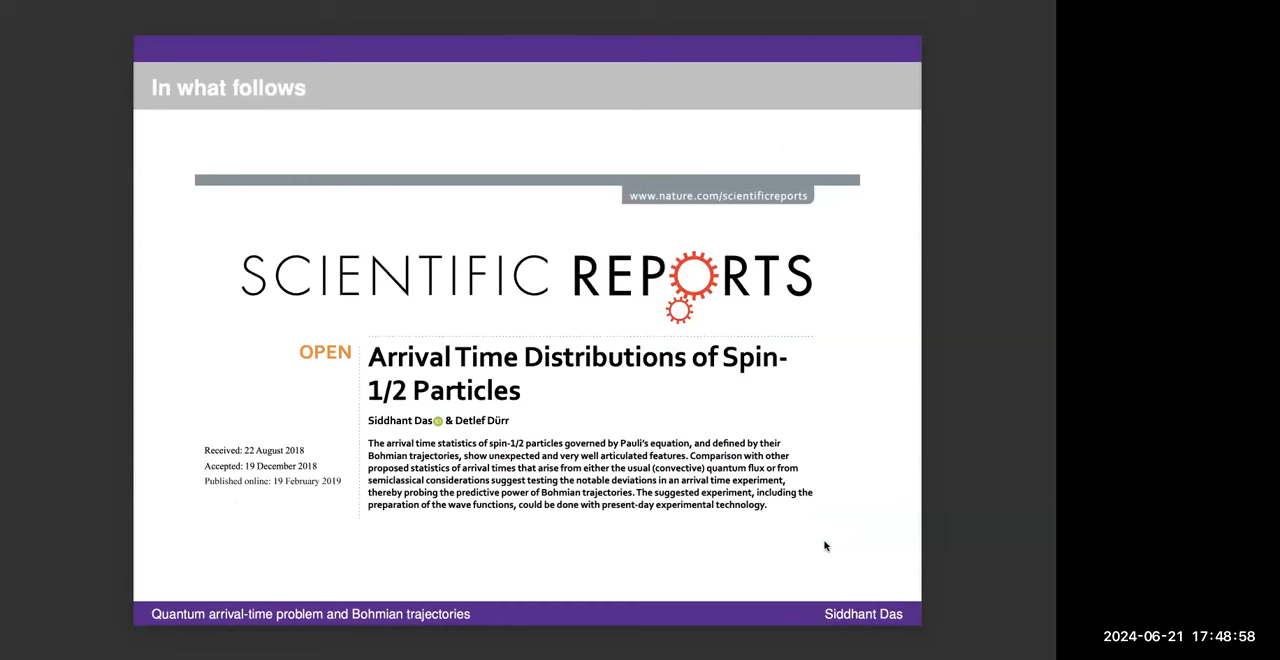 In what follows
www.nature.com/scientificreports
SCIENTIFIC REPORTS
OPEN
Arrival Time Distributions of Spin-
1/2 Particles
Siddhant Das & Detlef Dürr
Received: 22 August 2018
Accepted: 19 December 2018
Published online: 19 February 2019
The arrival time statistics of spin-1/2 particles governed by Pauli's equation, and defined by their
Bohmian trajectories, show unexpected and very well articulated features. Comparison with other
proposed statistics of arrival times that arise from either the usual (convective) quantum flux or from
semiclassical considerations suggest testing the notable deviations in an arrival time experiment,
thereby probing the predictive power of Bohmian trajectories. The suggested experiment, including the
preparation of the wave functions, could be done with present-day experimental technology.
Quantum arrival-time problem and Bohmian trajectories
Siddhant Das
2024-06-21 17:48:58